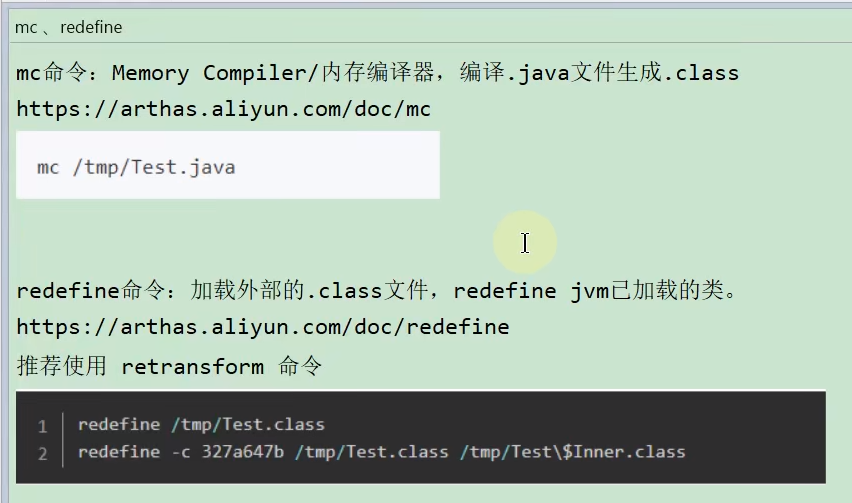 mc 、redefine
mc命令：Memory Compiler/内存编译器，编译.java文件生成.class
https://arthas.aliyun.com/doc/mc
mc /tmp/Test.java
redefine命令：加载外部的.class文件，redefine jvm已加载的类。
https://arthas.aliyun.com/doc/redefine
推荐使用 retransform 命令
1 redefine /tmp/Test.class
2 redefine -c 327a647b /tmp/Test.class /tmp/Test\$Inner.class